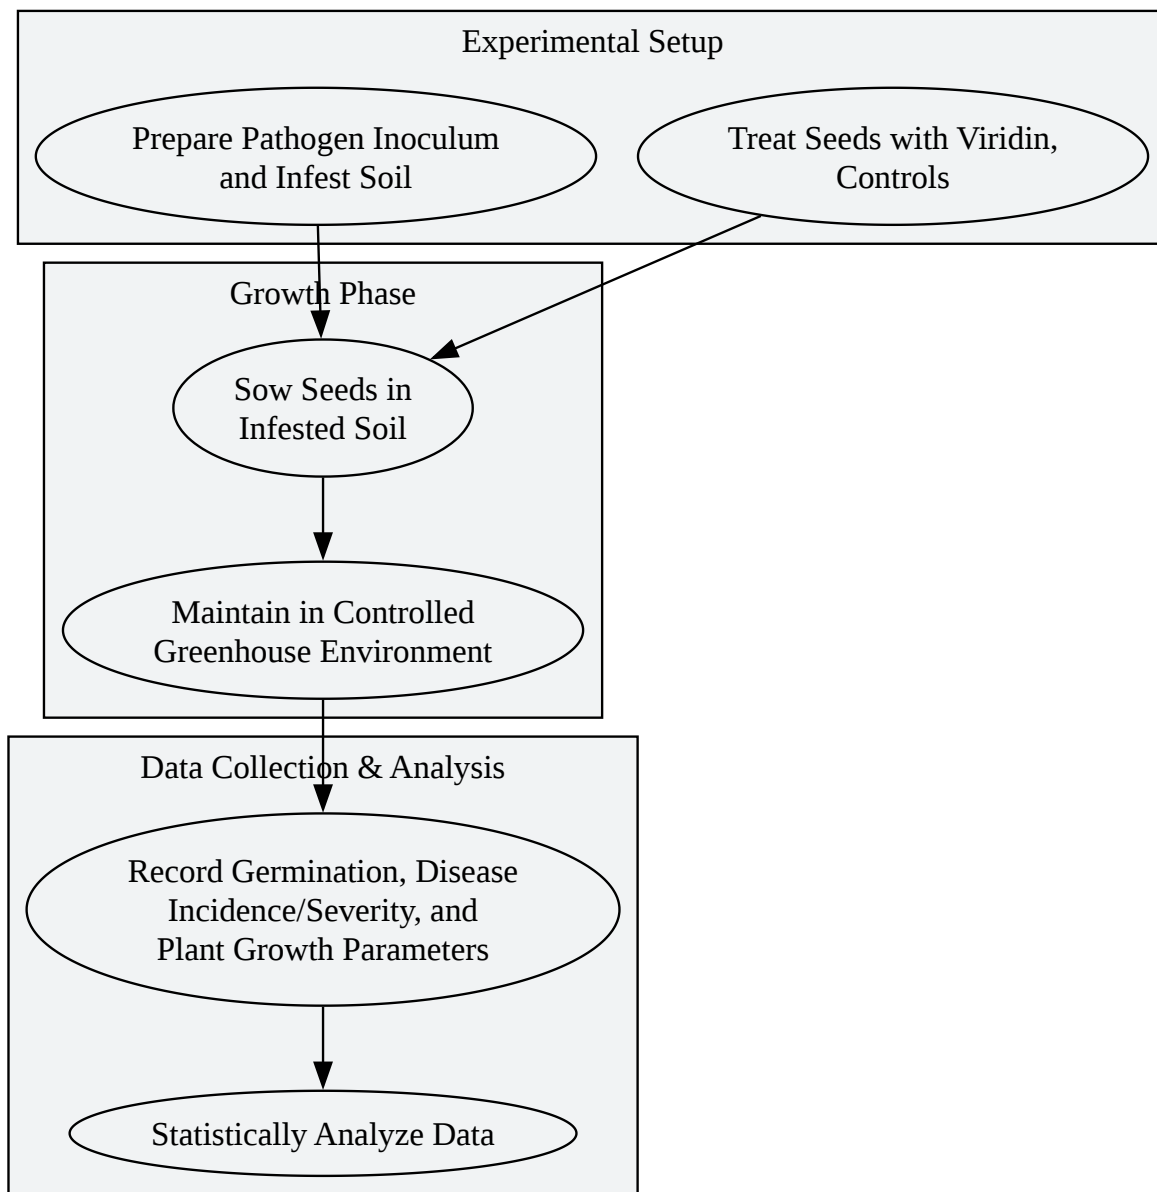 Experimental Setup
Prepare Pathogen Inoculum
and Infest Soil
Treat Seeds with Viridin,
Controls
Growth Phase
Sow Seeds in
Infested Soil
Maintain in Controlled
Greenhouse Environment
Data Collection & Analysis
Record Germination, Disease
Incidence/Severity, and
Plant Growth Parameters
Statistically Analyze Data